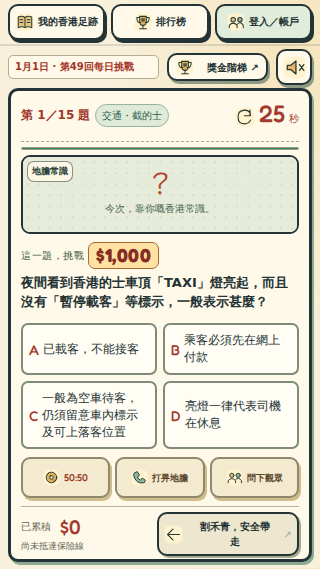 我的香港足跡
排行榜
登入／帳戶
1月1日・第49回每日挑戰
獎金階梯 ↗
第 1／15 題
交通・截的士
25 秒
地膽常識
?
今次，靠你嘅香港常識。
這一題，挑戰 $1,000
夜間看到香港的士車頂「TAXI」燈亮起，而且
沒有「暫停載客」等標示，一般表示甚麼？
A 已載客，不能接客
B 乘客必須先在網上
付款
C 一般為空車待客，
仍須留意車內標示
及可上落客位置
D 亮燈一律代表司機
在休息
50:50
打畀地膽
問下觀眾
已累積 $0
尚未抵達保險線
割禾青，安全帶
走
↗